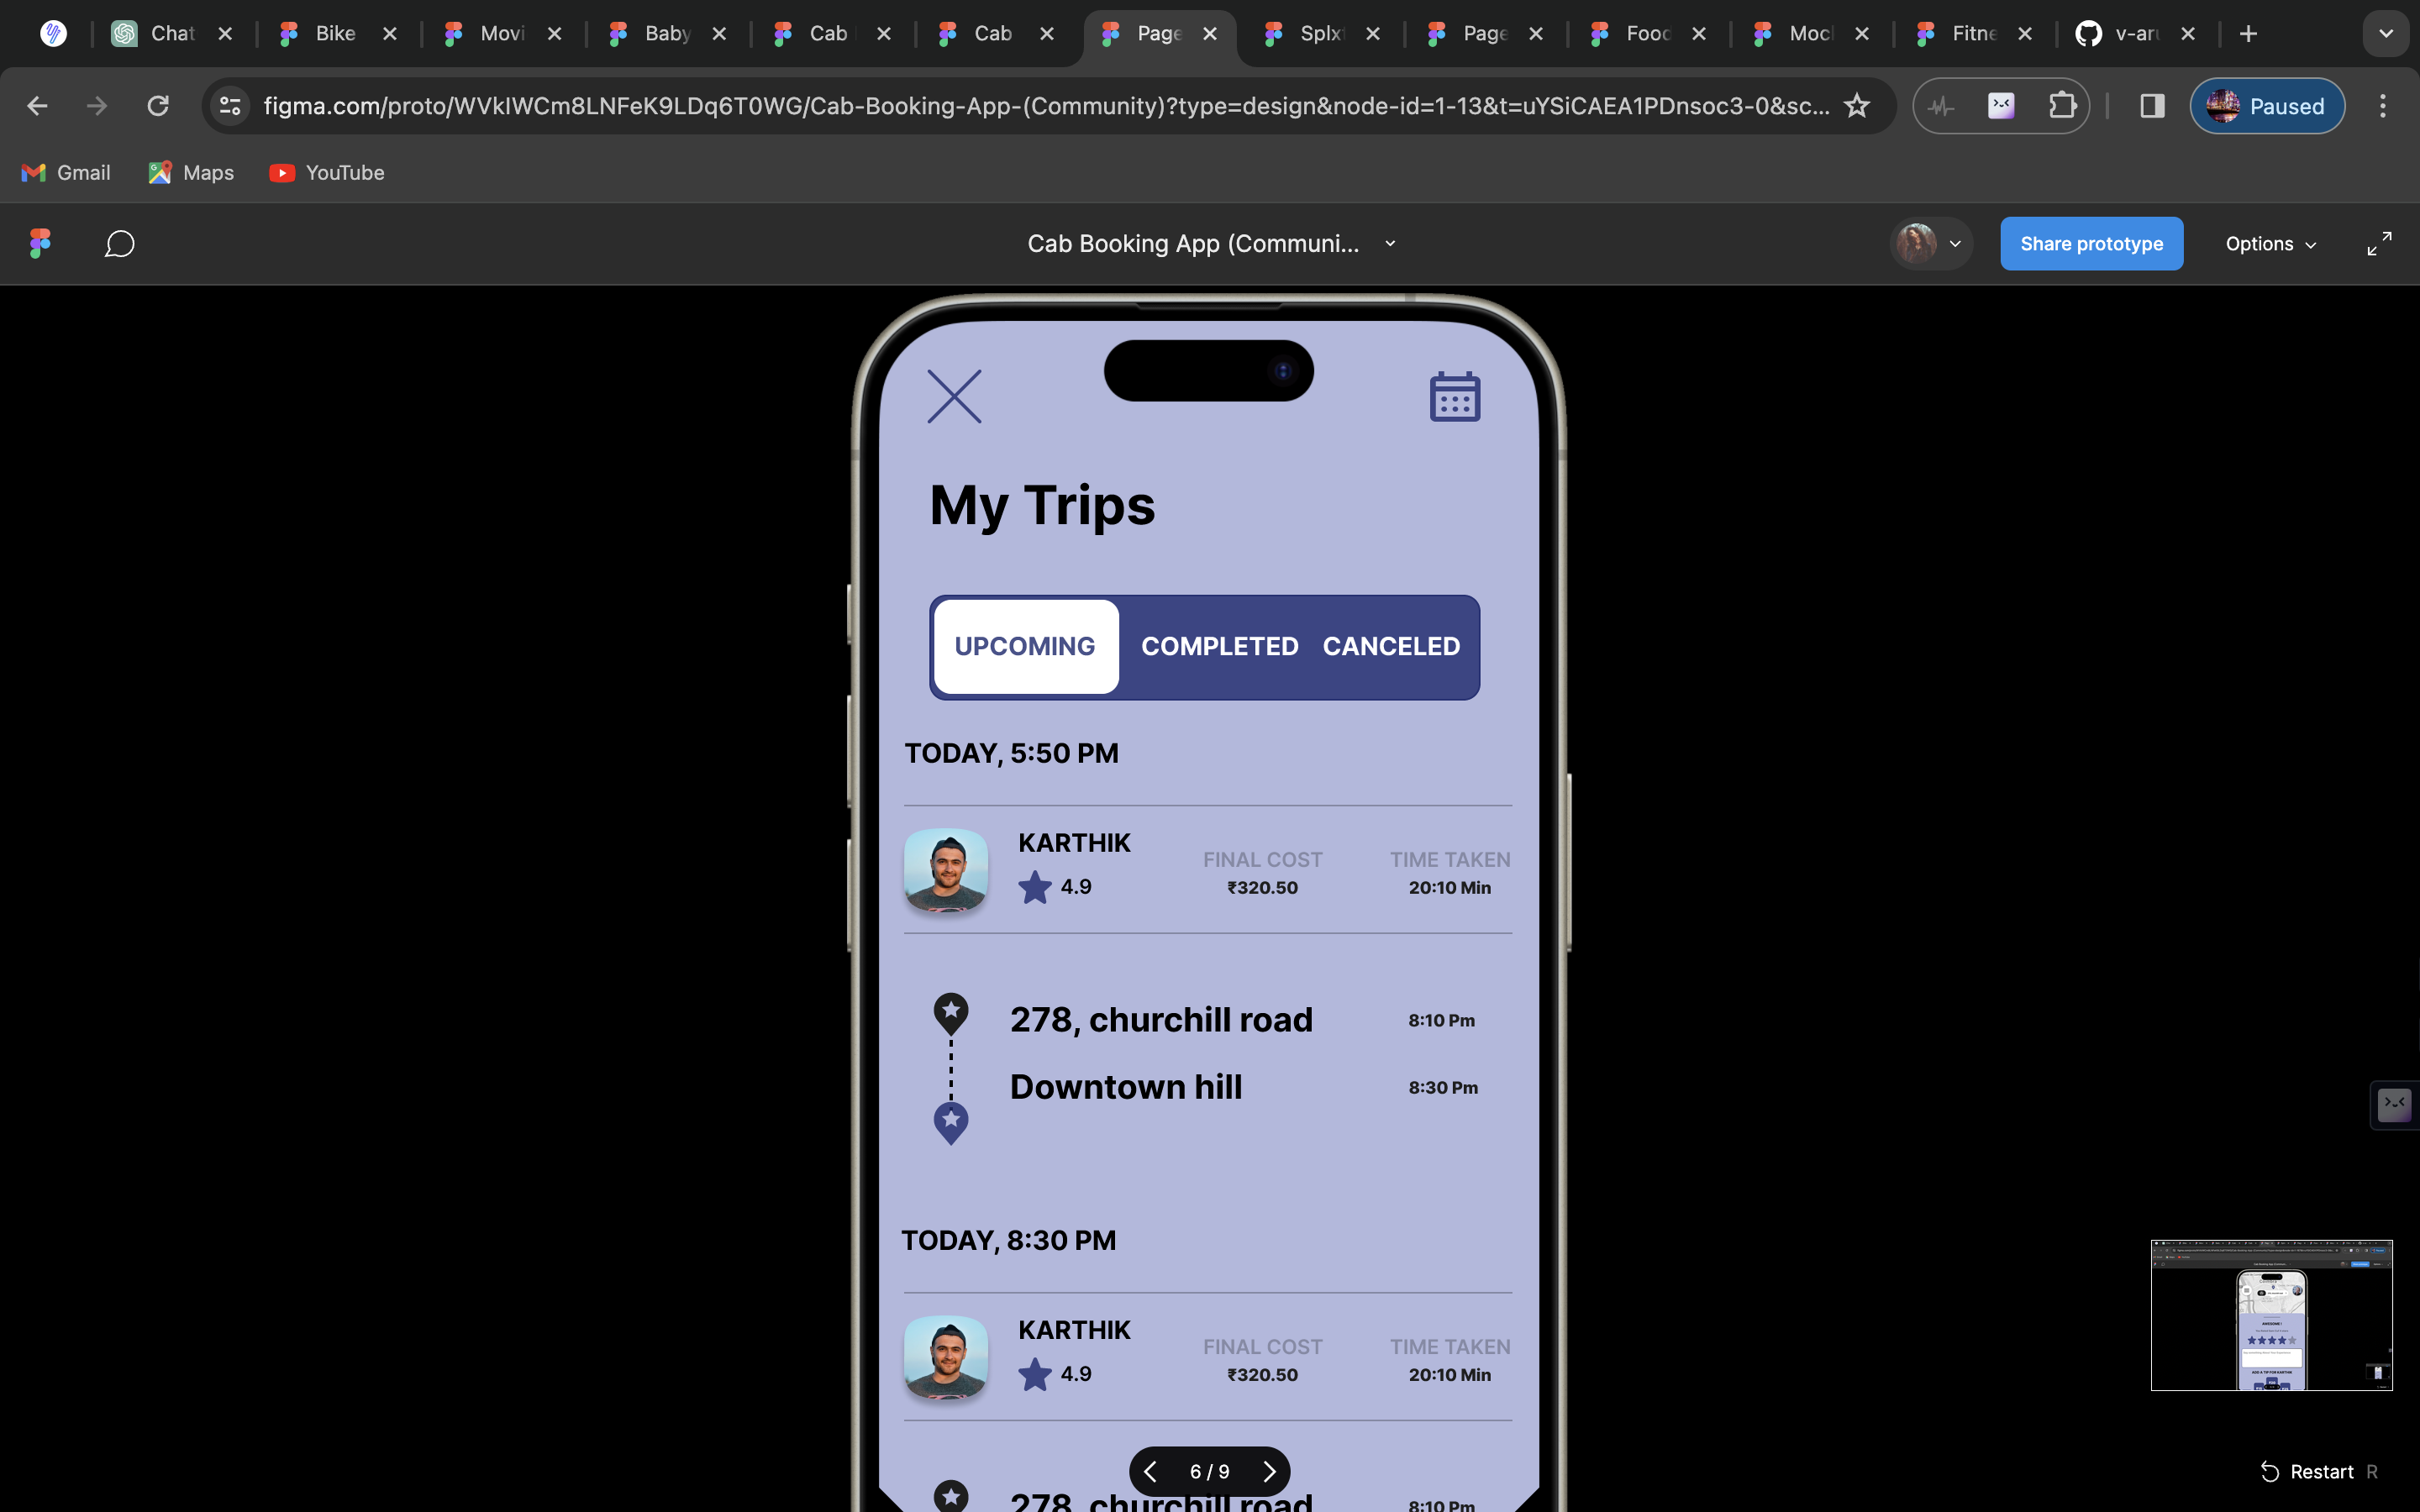 Chat
Bike
Movi
Baby
Cab
Cab
Page
Splxt
Page
Food
Moc
Fitne
v-aru
figma.com/proto/WVkIWCm8LNFeK9LDq6T0WG/Cab-Booking-App-(Community)?type=design&node-id=1-13&t=uYSiCAEA1PDnsoc3-0&sc...
Paused
Gmail
Maps
YouTube
Cab Booking App (Communi...
Share prototype
Options
My Trips
UPCOMING COMPLETED CANCELED
TODAY, 5:50 PM
KARTHIK
4.9
FINAL COST
₹320.50
TIME TAKEN
20:10 Min
278, churchill road 8:10 Pm
Downtown hill 8:30 Pm
TODAY, 8:30 PM
KARTHIK
4.9
FINAL COST
₹320.50
TIME TAKEN
20:10 Min
6 / 9
278, churchill road 8:10 Pm
Restart R